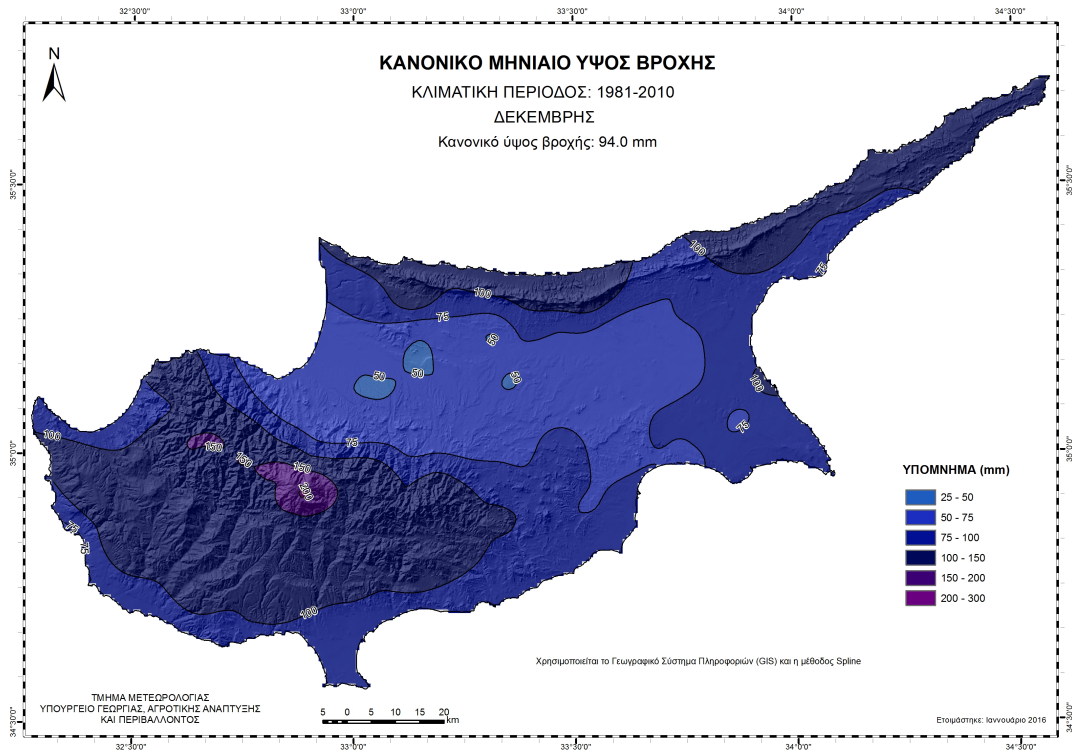 32°30'0" 33°0'0" 33°30'0" 34°0'0" 34°30'0"
N
ΚΑΝΟΝΙΚΟ ΜΗΝΙΑΙΟ ΥΨΟΣ ΒΡΟΧΗΣ
ΚΛΙΜΑΤΙΚΗ ΠΕΡΙΟΔΟΣ: 1981-2010
ΔΕΚΕΜΒΡΗΣ
Κανονικό ύψος βροχής: 94.0 mm
35°30'0" 35°30'0"
100
75
100
75
50
50
50
50
100
75
100
75
150
150
150
200
75
75
100
35°0'0" 35°0'0"
ΥΠΟΜΝΗΜΑ (mm)
25 - 50
50 - 75
75 - 100
100 - 150
150 - 200
200 - 300
Χρησιμοποιείται το Γεωγραφικό Σύστημα Πληροφοριών (GIS) και η μέθοδος Spline
ΤΜΗΜΑ ΜΕΤΕΩΡΟΛΟΓΙΑΣ
ΥΠΟΥΡΓΕΙΟ ΓΕΩΡΓΙΑΣ, ΑΓΡΟΤΙΚΗΣ ΑΝΑΠΤΥΞΗΣ
ΚΑΙ ΠΕΡΙΒΑΛΛΟΝΤΟΣ
5 0 5 10 15 20
km
Ετοιμάστηκε: Ιαννουάριο 2016
34°30'0" 34°30'0"
32°30'0" 33°0'0" 33°30'0" 34°0'0" 34°30'0"